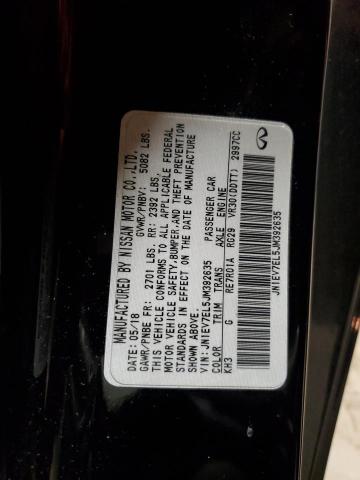 MANUFACTURED BY NISSAN MOTOR CO.,LTD.
DATE: 05/18 GVWR/PNBV: 5082 LBS.
GAWR/PNBE FR: 2701 LBS. RR: 2392 LBS.
THIS VEHICLE CONFORMS TO ALL APPLICABLE FEDERAL
MOTOR VEHICLE SAFETY,BUMPER,AND THEFT PREVENTION
STANDARDS IN EFFECT ON THE DATE OF MANUFACTURE
SHOWN ABOVE.
VIN: JN1EV7EL5JM392635 PASSENGER CAR
COLOR TRIM TRANS AXLE ENGINE
KH3 G RE7R01A RG29 VR30(DDTT) 2997CC
JN1EV7EL5JM392635